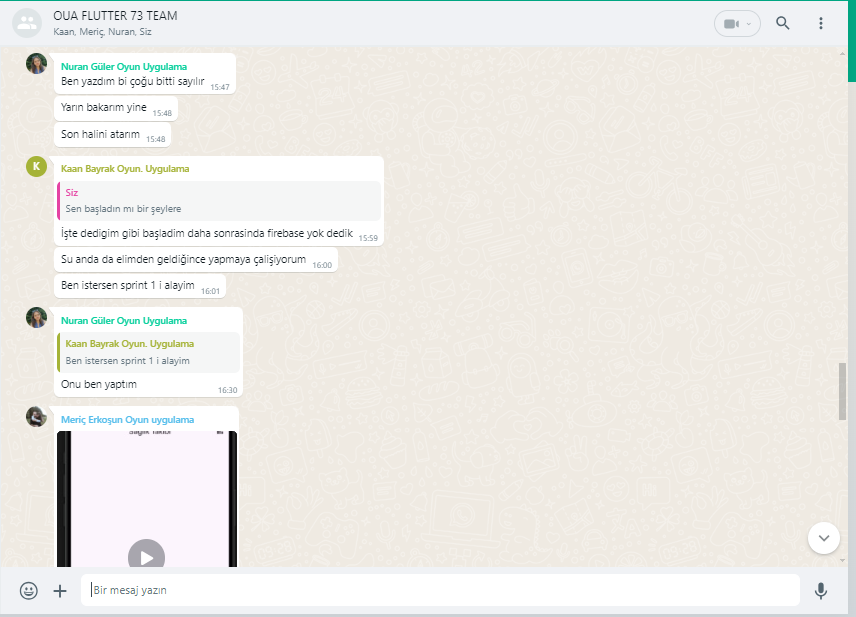 OUA FLUTTER 73 TEAM
Kaan, Meriç, Nuran, Siz
Nuran Güler Oyun Uygulama
Ben yazdım bi çoğu bitti sayılır 15:47
Yarın bakarım yine 15:48
Son halini atarım 15:48
K
Kaan Bayrak Oyun. Uygulama
Siz
Sen başladın mı bir şeylere
İşte dedigim gibi başladim daha sonrasinda firebase yok dedik 15:59
Su anda da elimden geldiğince yapmaya çalişiyorum 16:00
Ben istersen sprint 1 i alayim 16:01
Nuran Güler Oyun Uygulama
Kaan Bayrak Oyun. Uygulama
Ben istersen sprint 1 i alayim
Onu ben yaptım 16:30
Meriç Erkoşun Oyun uygulama
Bir mesaj yazın